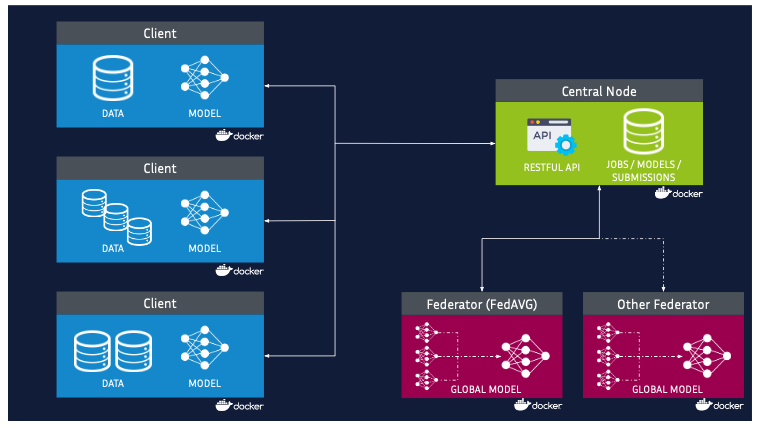 Client
DATA
MODEL
docker
Client
DATA
MODEL
docker
Client
DATA
MODEL
docker
Central Node
API
RESTFUL API
JOBS / MODELS /
SUBMISSIONS
docker
Federator (FedAVG)
GLOBAL MODEL
docker
Other Federator
GLOBAL MODEL
docker